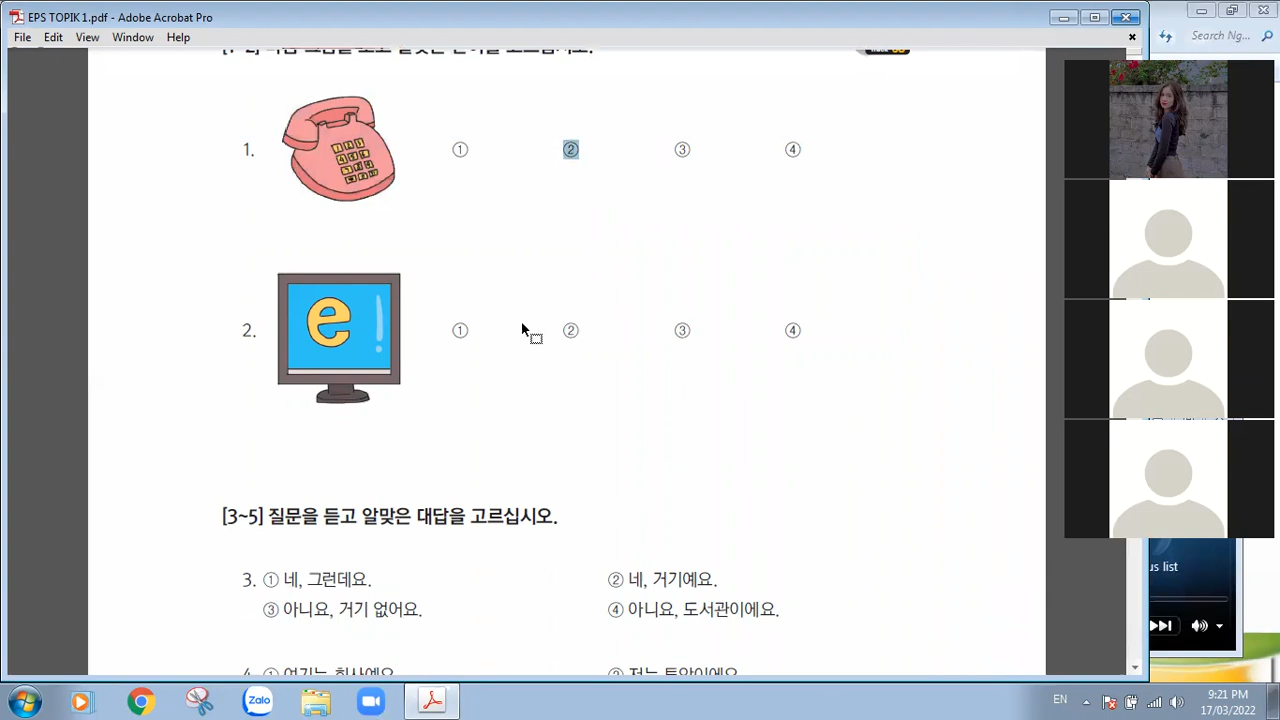 EPS TOPIK 1.pdf - Adobe Acrobat Pro
File Edit View Window Help
Search Ng...
1. ① ② ③ ④
e
2. ① ② ③ ④
[3~5] 질문을 듣고 알맞은 대답을 고르십시오.
3. ① 네, 그런데요. ② 네, 거기예요.
③ 아니요, 거기 없어요. ④ 아니요, 도서관이에요.
us list
Zalo
EN
9:21 PM
17/03/2022